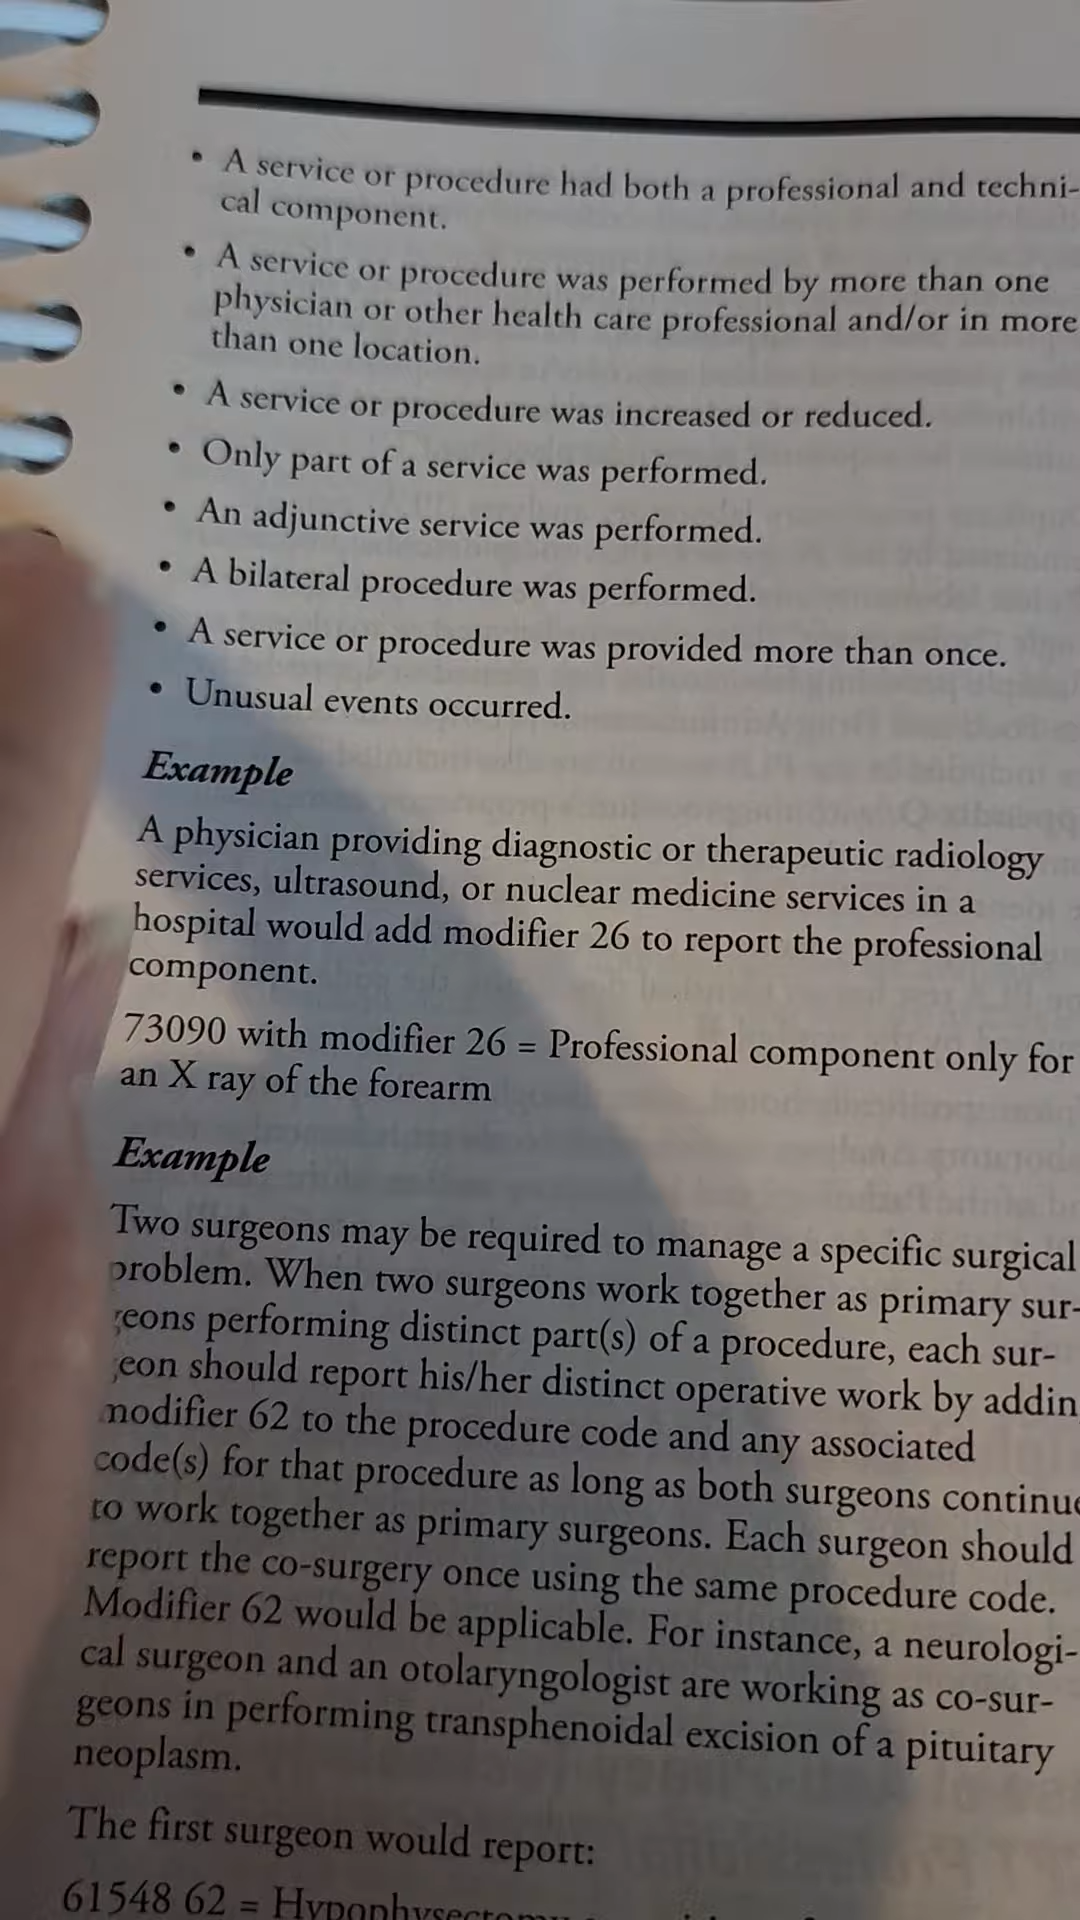 • A service or procedure had both a professional and techni-
cal component.
• A service or procedure was performed by more than one
physician or other health care professional and/or in more
than one location.
• A service or procedure was increased or reduced.
• Only part of a service was performed.
• An adjunctive service was performed.
• A bilateral procedure was performed.
• A service or procedure was provided more than once.
• Unusual events occurred.
Example
A physician providing diagnostic or therapeutic radiology
services, ultrasound, or nuclear medicine services in a
hospital would add modifier 26 to report the professional
component.
73090 with modifier 26 = Professional component only for
an X ray of the forearm
Example
Two surgeons may be required to manage a specific surgical
problem. When two surgeons work together as primary sur-
geons performing distinct part(s) of a procedure, each sur-
geon should report his/her distinct operative work by addin
modifier 62 to the procedure code and any associated
code(s) for that procedure as long as both surgeons continue
to work together as primary surgeons. Each surgeon should
report the co-surgery once using the same procedure code.
Modifier 62 would be applicable. For instance, a neurologi-
cal surgeon and an otolaryngologist are working as co-sur-
geons in performing transphenoidal excision of a pituitary
neoplasm.
The first surgeon would report:
61548 62 = Hypophysectomy